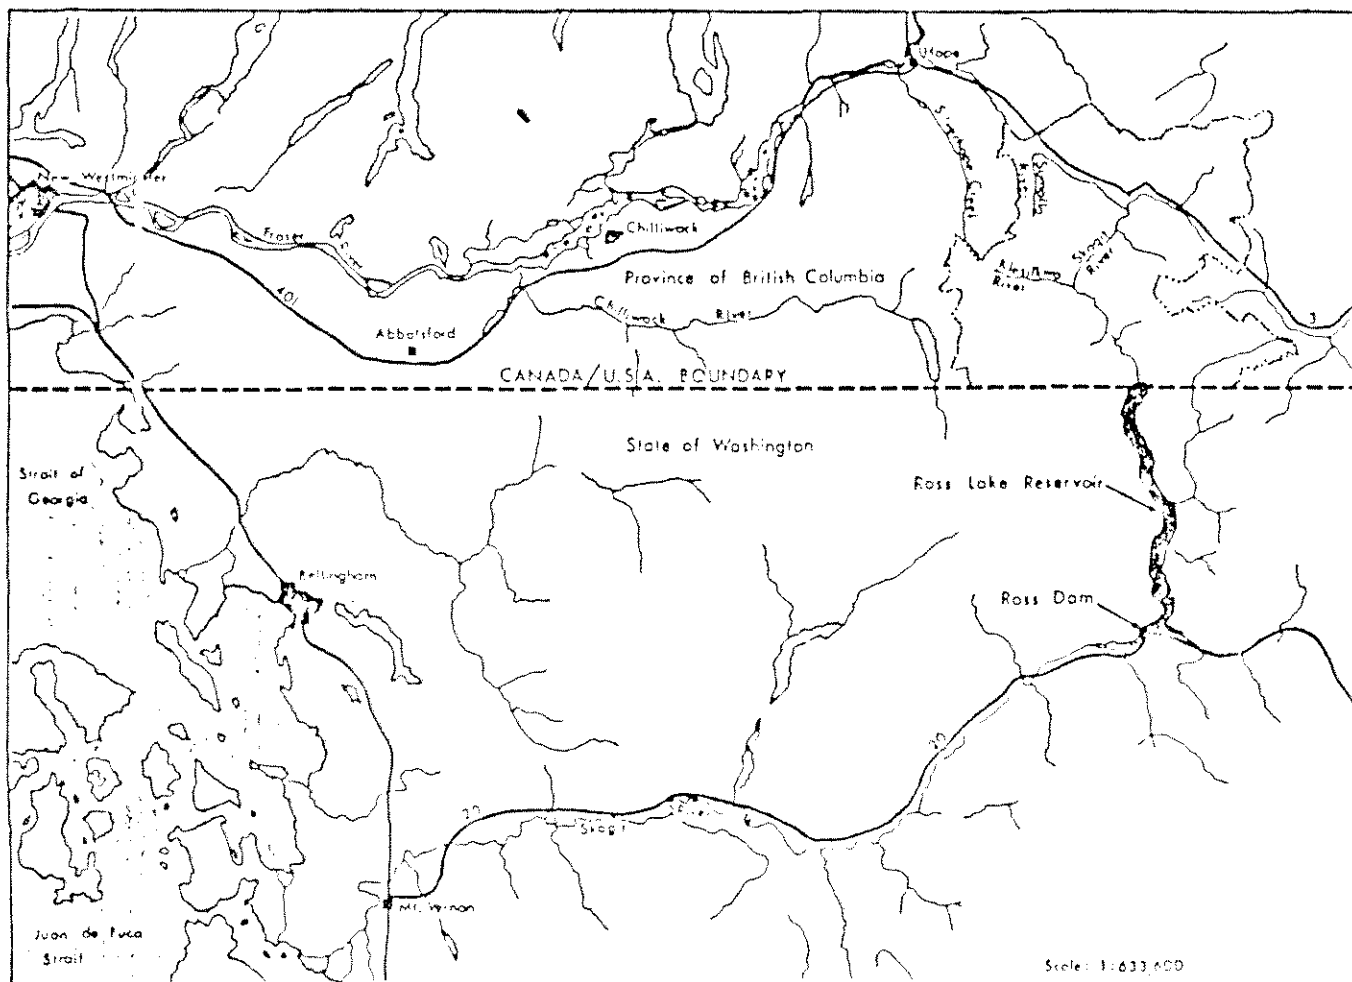 Hope
New Westminster
Fraser
River
Chilliwack
Skagit
River
Province of British Columbia
River
401
Chilliwack
River
Abbotsford
3
CANADA/U.S.A. BOUNDARY
State of Washington
Strait of
Georgia
Ross Lake Reservoir
Bellingham
Ross Dam
20
20
Skagit
River
Mt. Vernon
Juan de Fuca
Strait
Scale: 1:633,600